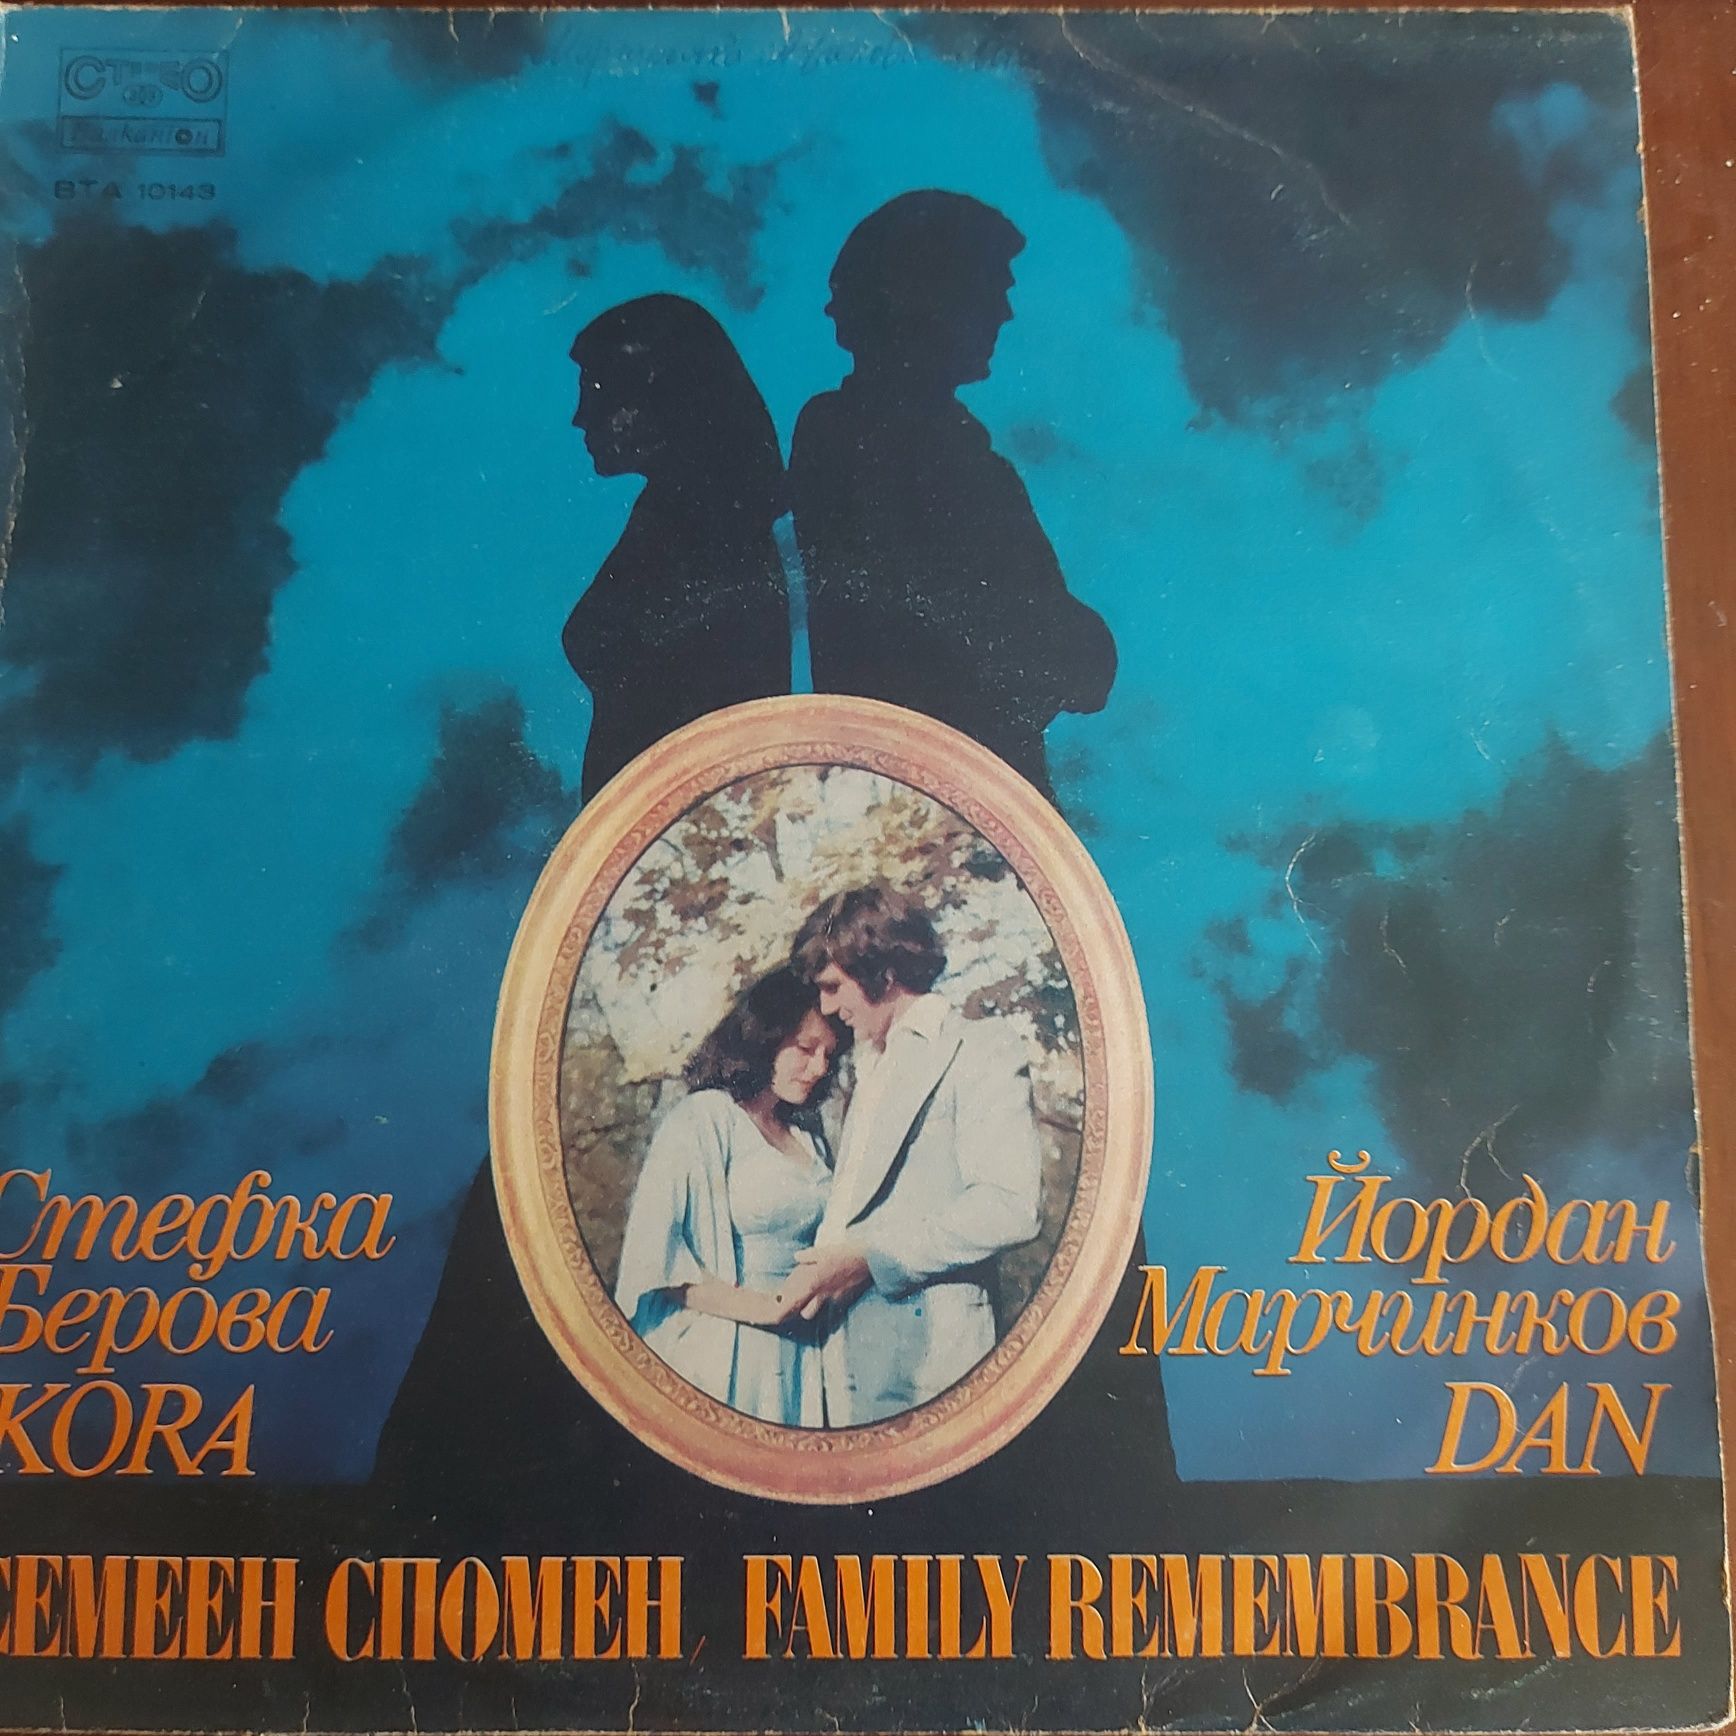 СТЕРЕО
Балкантон
ВТА 10143
Стефка
Берова
KORA
Йордан
Марчинков
DAN
СЕМЕЕН СПОМЕН / FAMILY REMEMBRANCE